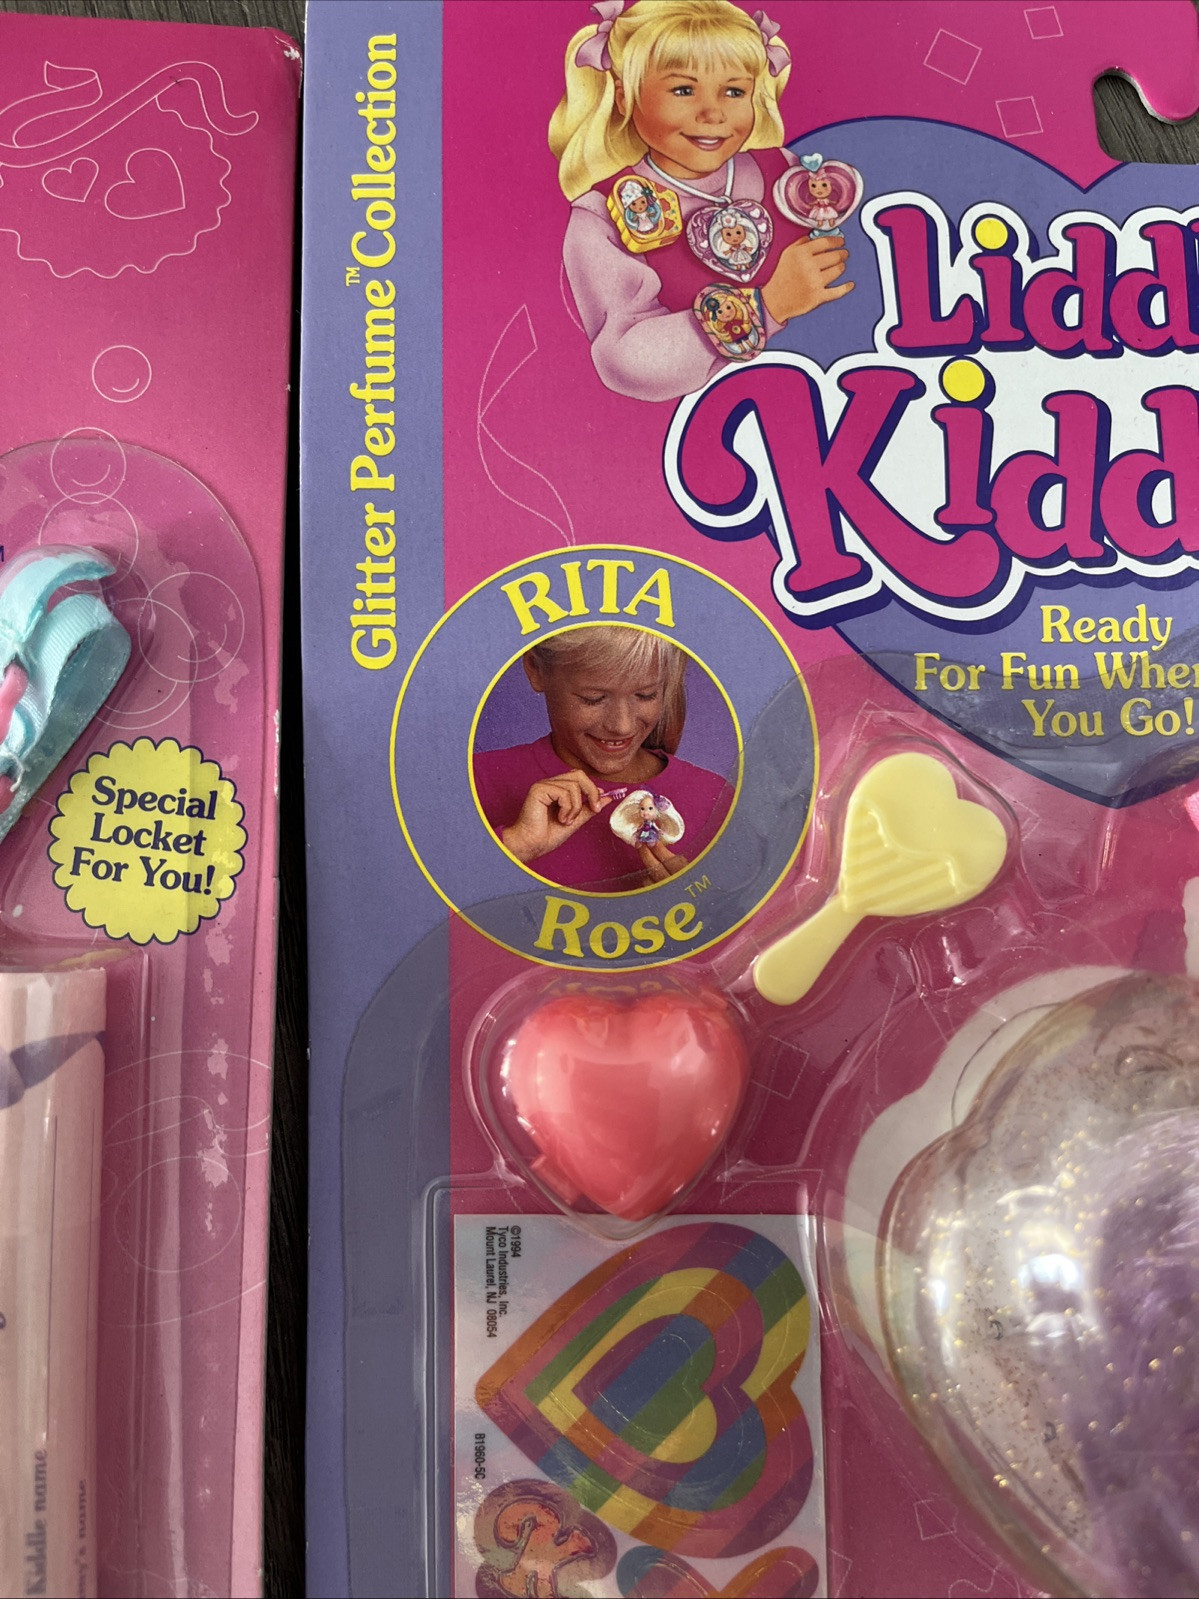 Glitter Perfume™ Collection
Lidd
Kidd
Ready
For Fun Wher
You Go!
RITA
Rose™
Special
Locket
For You!
©1994
Tyco Industries, Inc.
Mount Laurel, NJ 08054
B1960-5C
Kiddle name